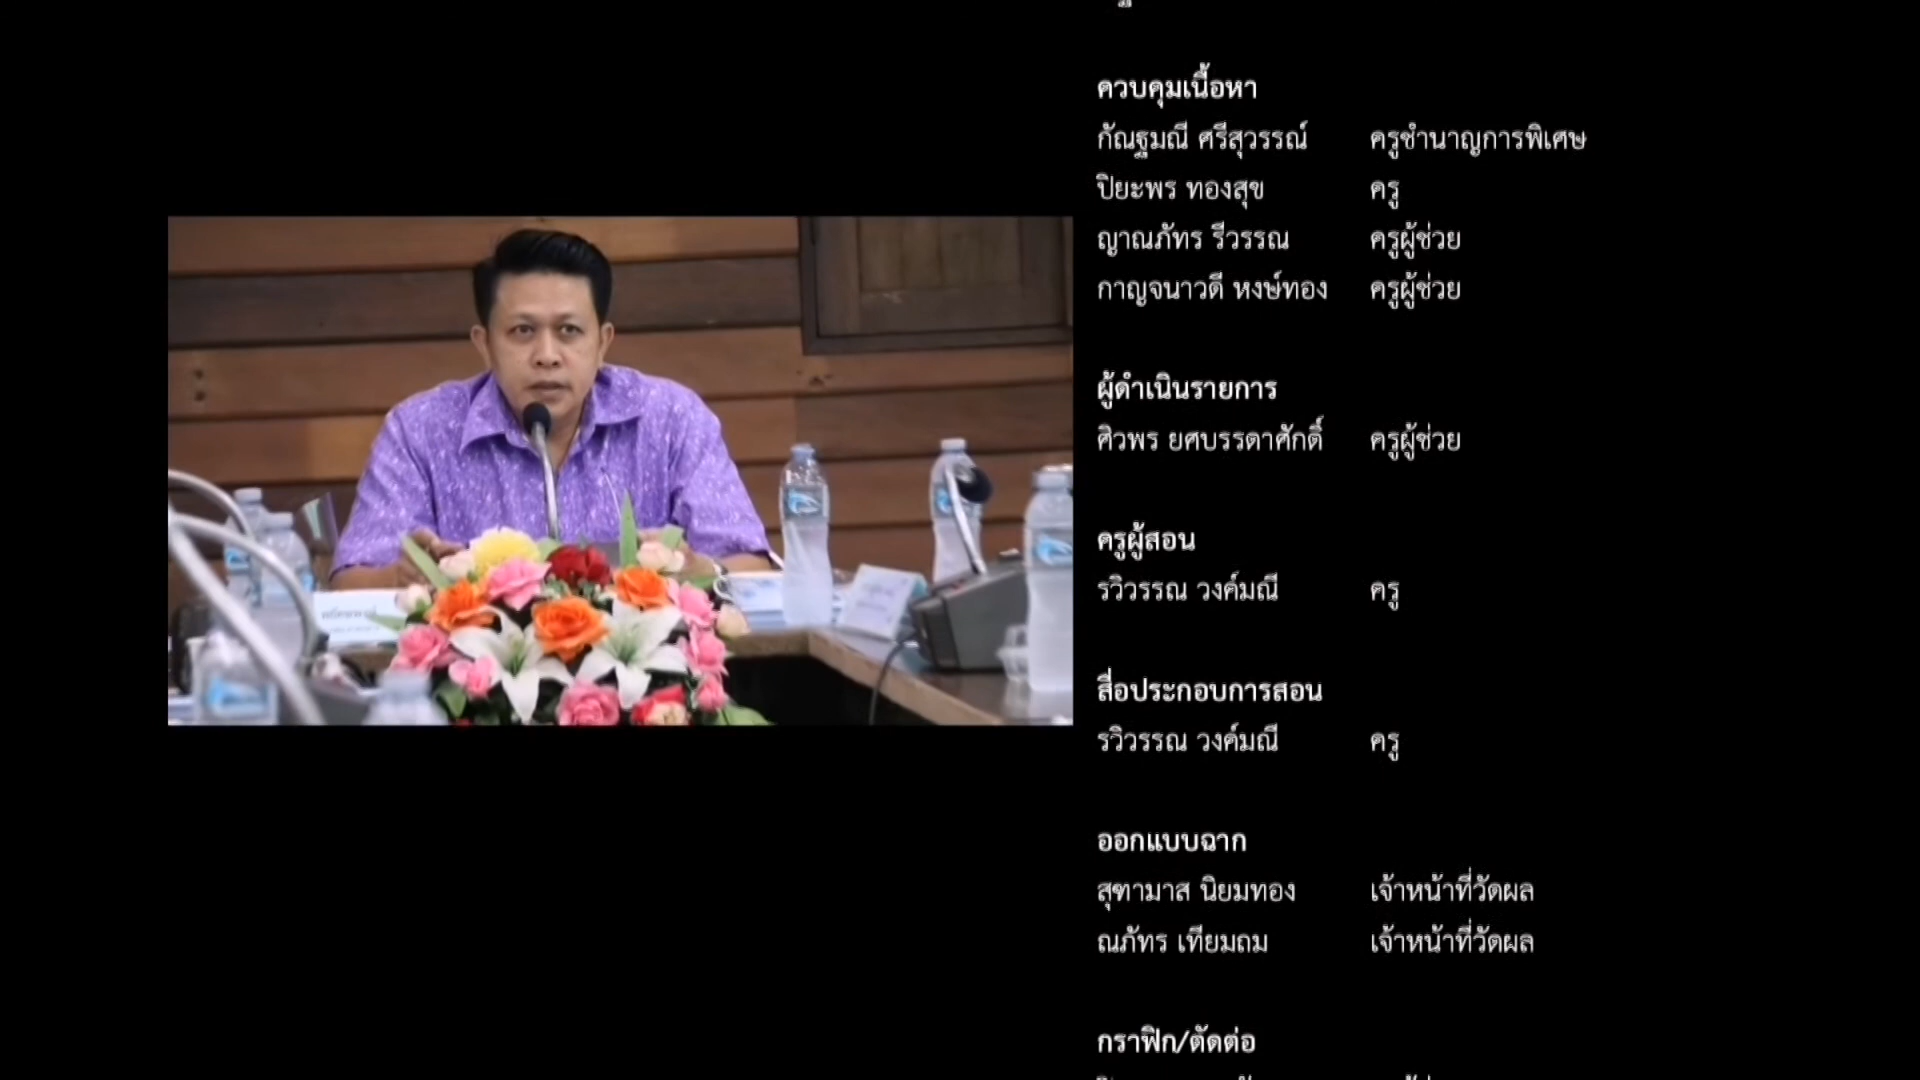 ควบคุมเนื้อหา
กัณฐมณี ศรีสุวรรณ์ ครูชำนาญการพิเศษ
ปิยะพร ทองสุข ครู
ญาณภัทร รีวรรณ ครูผู้ช่วย
กาญจนาวดี หงษ์ทอง ครูผู้ช่วย
ผู้ดำเนินรายการ
ศิวพร ยศบรรดาศักดิ์ ครูผู้ช่วย
ครูผู้สอน
รวิวรรณ วงค์มณี ครู
สื่อประกอบการสอน
รวิวรรณ วงค์มณี ครู
ออกแบบฉาก
สุฑามาส นิยมทอง เจ้าหน้าที่วัดผล
ณภัทร เทียมถม เจ้าหน้าที่วัดผล
กราฟิก/ตัดต่อ